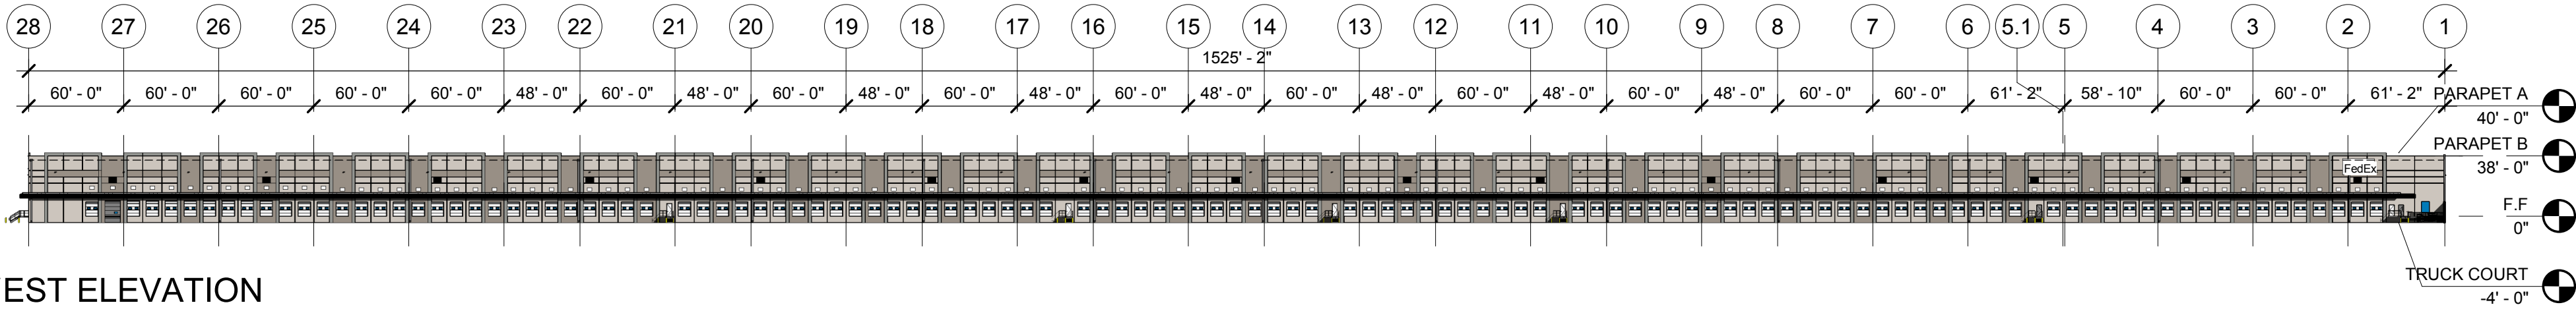 28 27 26 25 24 23 22 21 20 19 18 17 16 15 14 13 12 11 10 9 8 7 6 5.1 5 4 3 2 1
1525' - 2"
60' - 0" 60' - 0" 60' - 0" 60' - 0" 60' - 0" 48' - 0" 60' - 0" 48' - 0" 60' - 0" 48' - 0" 60' - 0" 48' - 0" 60' - 0" 48' - 0" 60' - 0" 48' - 0" 60' - 0" 48' - 0" 60' - 0" 48' - 0" 60' - 0" 60' - 0" 61' - 2" 58' - 10" 60' - 0" 60' - 0" 61' - 2" PARAPET A
40' - 0"
PARAPET B
38' - 0"
FedEx
F.F
0"
TRUCK COURT
-4' - 0"
EST ELEVATION